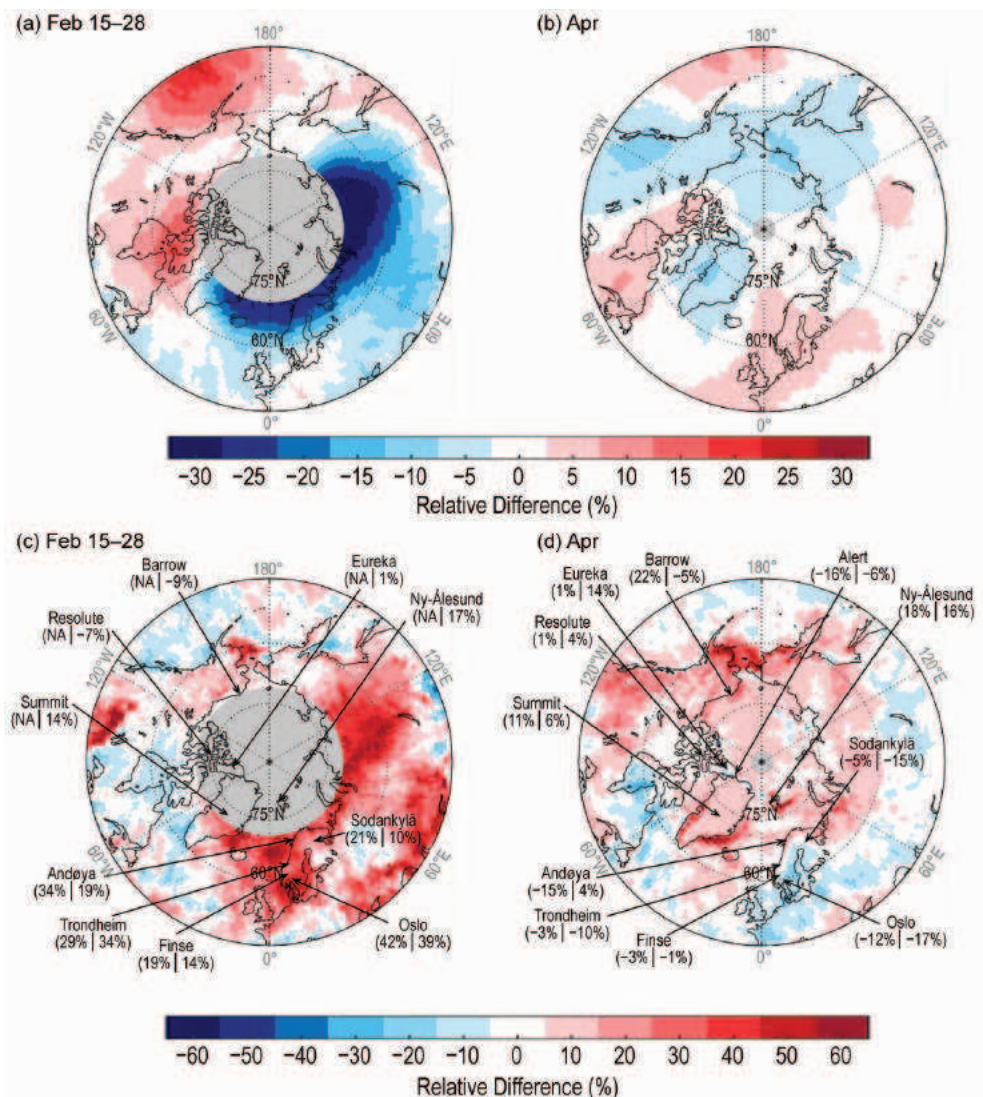 (a) Feb 15–28
(b) Apr
180°
180°
120°W
120°E
120°W
120°E
75°N
75°N
60°W
60°N
60°E
60°W
60°N
60°E
0°
0°
−30 −25 −20 −15 −10 −5 0 5 10 15 20 25 30
Relative Difference (%)
(c) Feb 15–28
(d) Apr
Barrow
(NA | −9%)
180°
Eureka
(NA | 1%)
Resolute
(NA | −7%)
Ny-Ålesund
(NA | 17%)
120°E
Summit
(NA | 14%)
75°N
Sodankylä
(21% | 10%)
60°W
60°N
60°E
Andøya
(34% | 19%)
Trondheim
(29% | 34%)
Finse
(19% | 14%)
0°
Oslo
(42% | 39%)
Eureka
(1% | 14%)
Barrow
(22% | −5%)
180°
Alert
(−16% | −6%)
Resolute
(1% | 4%)
Ny-Ålesund
(18% | 16%)
120°E
Summit
(11% | 6%)
Sodankylä
(−5% | −15%)
75°N
60°W
60°N
60°E
Andøya
(−15% | 4%)
Trondheim
(−3% | −10%)
Finse
(−3% | −1%)
0°
Oslo
(−12% | −17%)
−60 −50 −40 −30 −20 −10 0 10 20 30 40 50 60
Relative Difference (%)